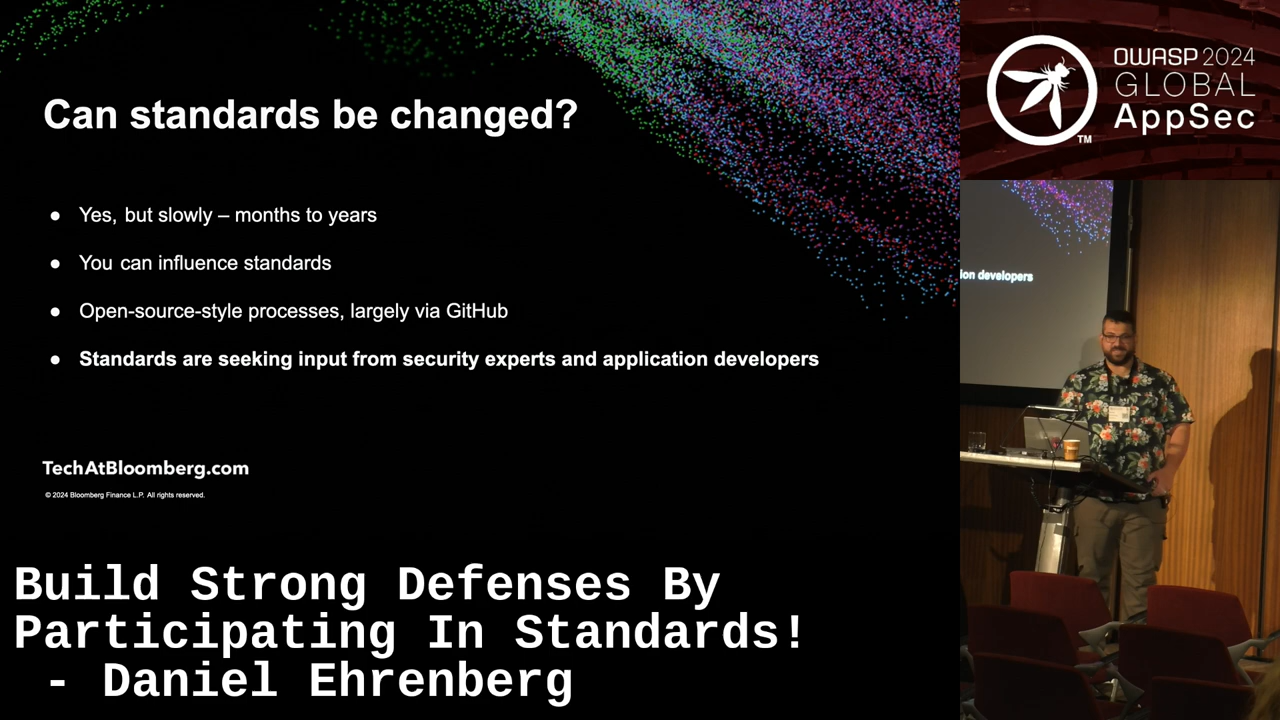 Can standards be changed?
● Yes, but slowly – months to years
● You can influence standards
● Open-source-style processes, largely via GitHub
● Standards are seeking input from security experts and application developers
TechAtBloomberg.com
© 2024 Bloomberg Finance L.P. All rights reserved.
Build Strong Defenses By
Participating In Standards!
- Daniel Ehrenberg
OWASP 2024
GLOBAL
AppSec
TM
ion developers